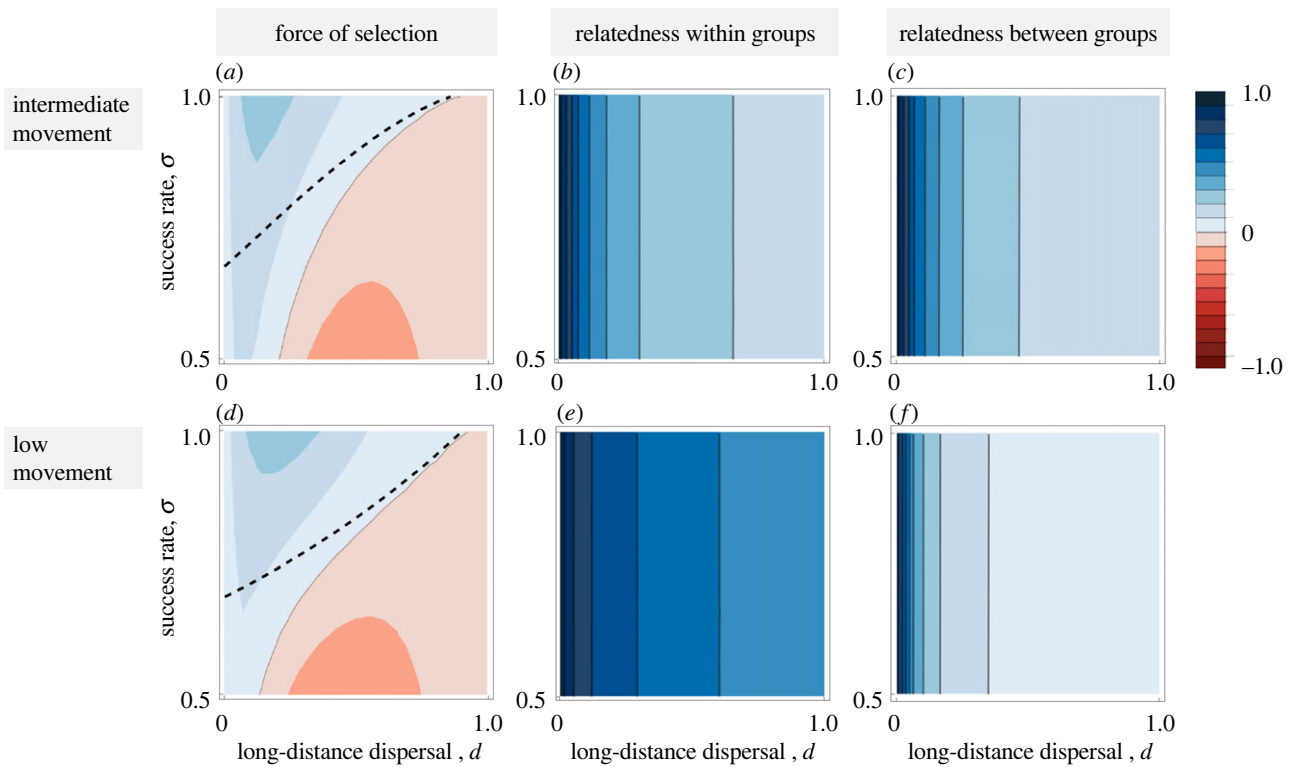 force of selection
relatedness within groups
relatedness between groups
intermediate
movement
(a)
(b)
(c)
success rate, σ
1.0
0.5
0
1.0
1.0
0.5
0
1.0
1.0
0.5
0
1.0
1.0
0
−1.0
low
movement
(d)
(e)
(f)
success rate, σ
1.0
0.5
0
1.0
long-distance dispersal , d
1.0
0.5
0
1.0
long-distance dispersal , d
1.0
0.5
0
1.0
long-distance dispersal , d